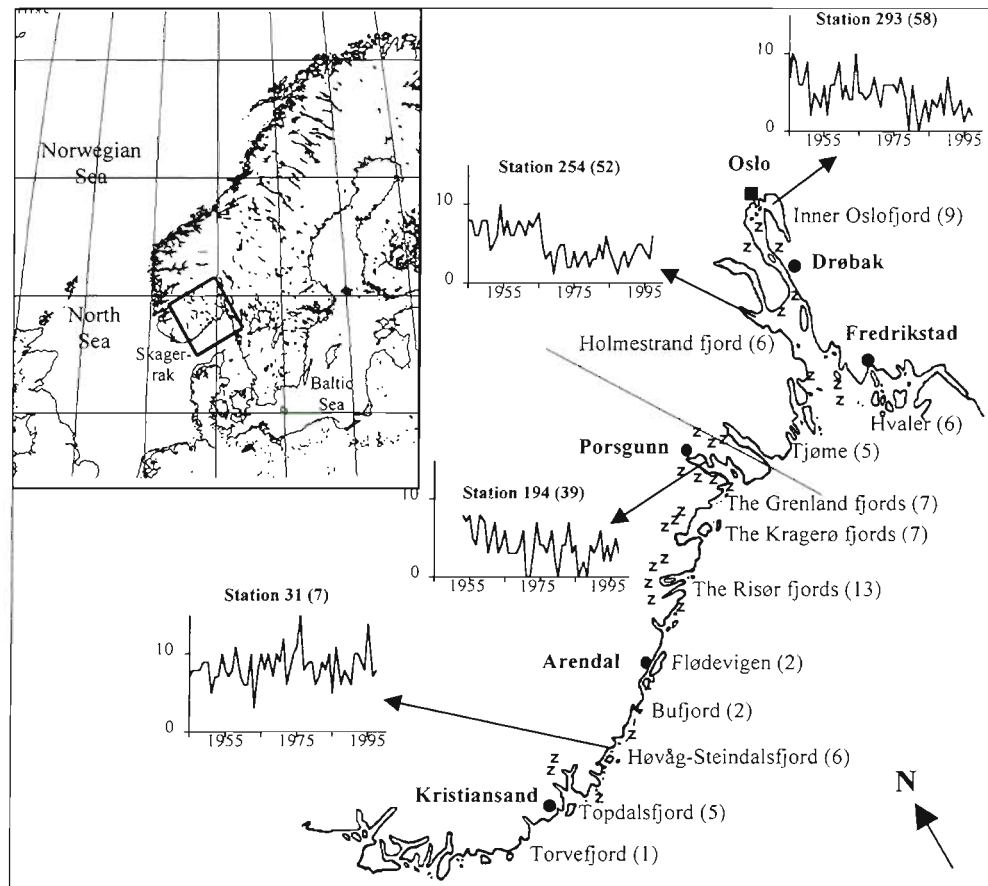 Norwegian
Sea
North
Sea
Skager-
rak
Baltic
Sea
Station 293 (58)
10
0
1955
1975
1995
Station 254 (52)
10
0
1955
1975
1995
Oslo
Inner Oslofjord (9)
Drøbak
Fredrikstad
Holmestrand fjord (6)
Hvaler (6)
Tjøme (5)
Porsgunn
10
Station 194 (39)
0
1955
1975
1995
The Grenland fjords (7)
The Kragerø fjords (7)
The Risør fjords (13)
Station 31 (7)
10
0
1955
1975
1995
Arendal
Flødevigen (2)
Bufjord (2)
Høvåg-Steindalsfjord (6)
Kristiansand
Topdalsfjord (5)
Torvefjord (1)
N
z z z z z z z z z z z z z z z z z z z z z z z z z z z z z z